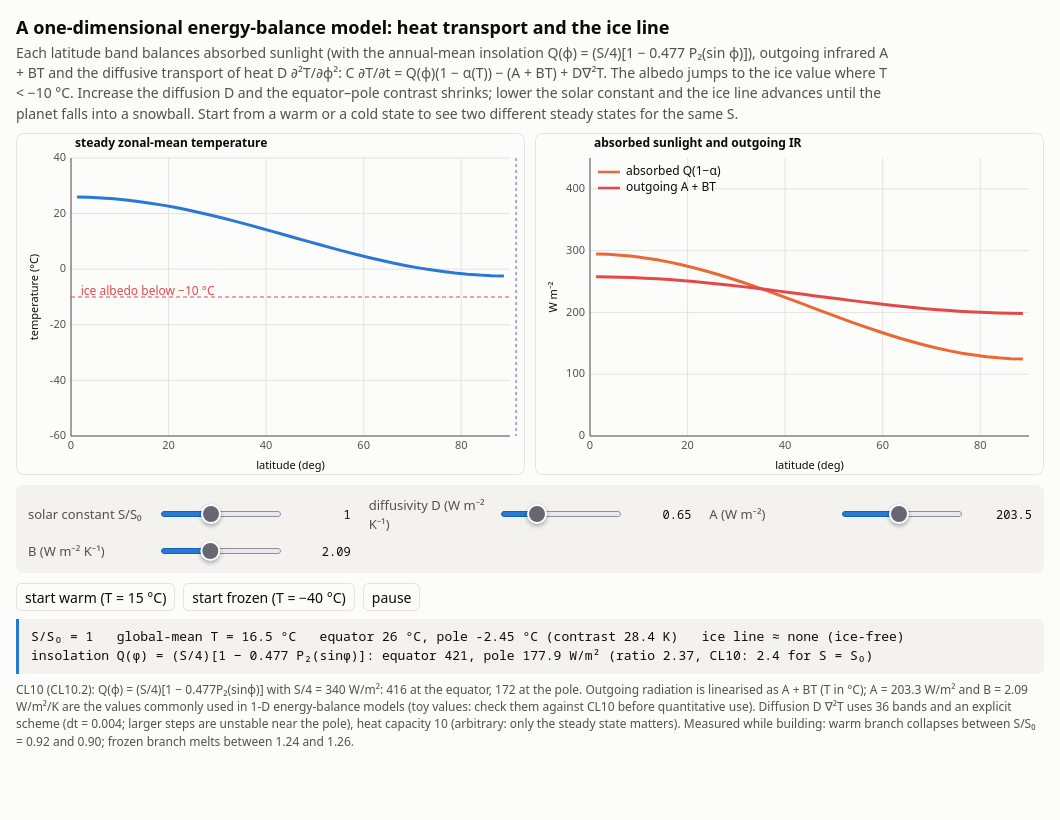 A one-dimensional energy-balance model: heat transport and the ice line
Each latitude band balances absorbed sunlight (with the annual-mean insolation Q(ϕ) = (S/4)[1 − 0.477 P₂(sin ϕ)]), outgoing infrared A
+ BT and the diffusive transport of heat D ∂²T/∂ϕ²: C ∂T/∂t = Q(ϕ)(1 − α(T)) − (A + BT) + D∇²T. The albedo jumps to the ice value where T
< −10 °C. Increase the diffusion D and the equator–pole contrast shrinks; lower the solar constant and the ice line advances until the
planet falls into a snowball. Start from a warm or a cold state to see two different steady states for the same S.
steady zonal-mean temperature
40
20
0
-20
-40
-60
temperature (°C)
ice albedo below −10 °C
0 20 40 60 80
latitude (deg)
absorbed sunlight and outgoing IR
absorbed Q(1−α)
outgoing A + BT
400
300
200
100
0
W m⁻²
0 20 40 60 80
latitude (deg)
solar constant S/S₀ 1
diffusivity D (W m⁻²
K⁻¹) 0.65
A (W m⁻²) 203.5
B (W m⁻² K⁻¹) 2.09
start warm (T = 15 °C) start frozen (T = −40 °C) pause
S/S₀ = 1 global-mean T = 16.5 °C equator 26 °C, pole -2.45 °C (contrast 28.4 K) ice line ≈ none (ice-free)
insolation Q(φ) = (S/4)[1 − 0.477 P₂(sinφ)]: equator 421, pole 177.9 W/m² (ratio 2.37, CL10: 2.4 for S = S₀)
CL10 (CL10.2): Q(ϕ) = (S/4)[1 − 0.477P₂(sinϕ)] with S/4 = 340 W/m²: 416 at the equator, 172 at the pole. Outgoing radiation is linearised as A + BT (T in °C); A = 203.3 W/m² and B = 2.09
W/m²/K are the values commonly used in 1-D energy-balance models (toy values: check them against CL10 before quantitative use). Diffusion D ∇²T uses 36 bands and an explicit
scheme (dt = 0.004; larger steps are unstable near the pole), heat capacity 10 (arbitrary: only the steady state matters). Measured while building: warm branch collapses between S/S₀
= 0.92 and 0.90; frozen branch melts between 1.24 and 1.26.